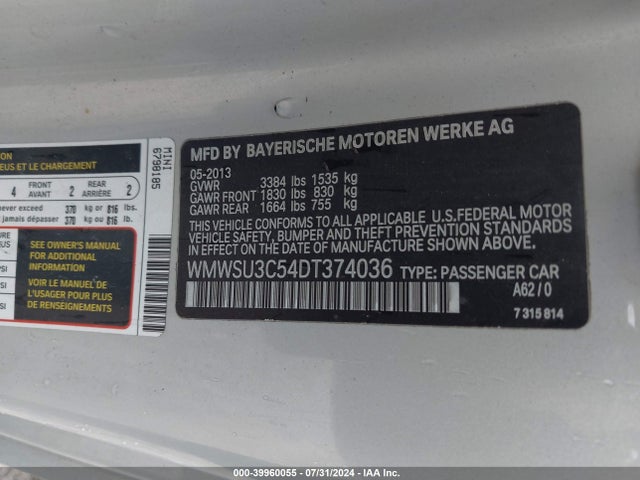 ON
EUS ET LE CHARGEMENT
4 FRONT AVANT 2 REAR ARRIÈRE 2
never exceed 370 kg or 816 lbs.
jamais dépasser 370 kg ou 816 lb.
SEE OWNER'S MANUAL
FOR ADDITIONAL
INFORMATION
VOIR LE MANUEL DE
L'USAGER POUR PLUS
DE RENSEIGNEMENTS
MINI
6798105
MFD BY BAYERISCHE MOTOREN WERKE AG
05-2013
GVWR 3384 lbs 1535 kg
GAWR FRONT 1830 lbs 830 kg
GAWR REAR 1664 lbs 755 kg
THIS VEHICLE CONFORMS TO ALL APPLICABLE U.S.FEDERAL MOTOR
VEHICLE SAFETY, BUMPER AND THEFT PREVENTION STANDARDS
IN EFFECT ON THE DATE OF MANUFACTURE SHOWN ABOVE.
WMWSU3C54DT374036 TYPE: PASSENGER CAR
A62/0
7 315 814
000-39960055 - 07/31/2024 - IAA Inc.